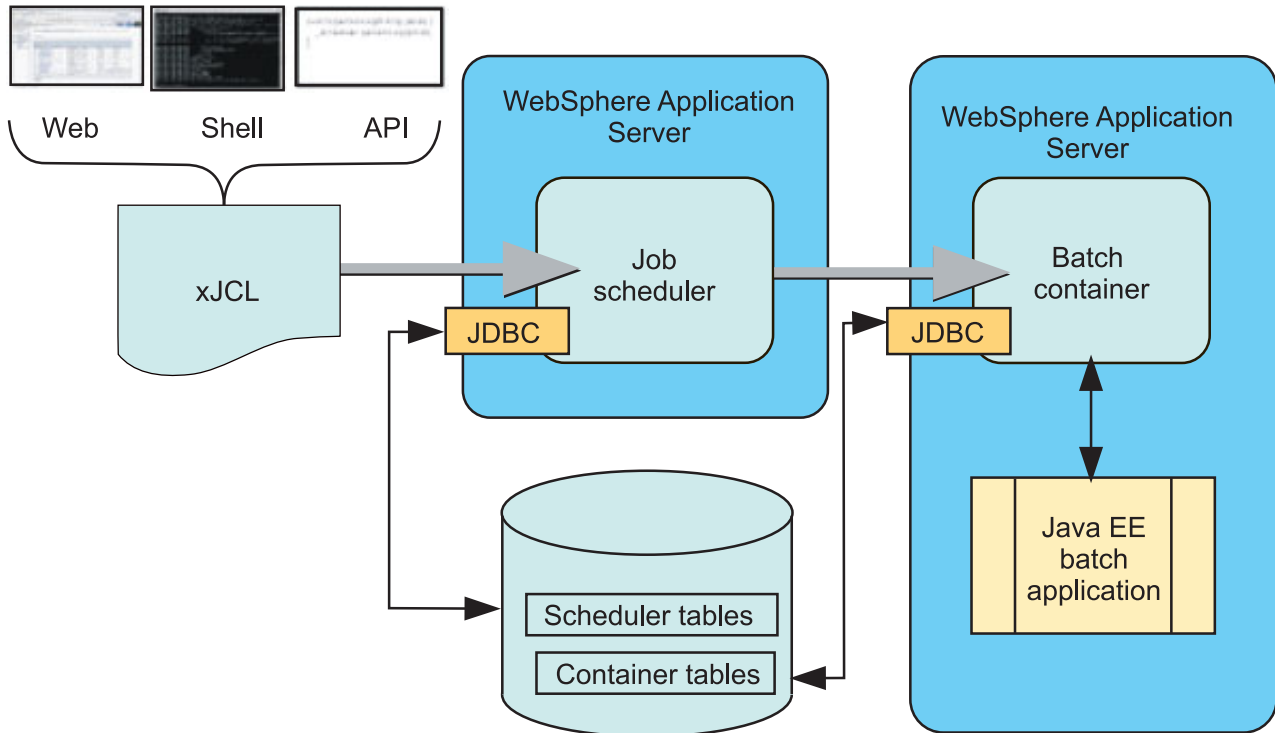 Web
Shell
API
xJCL
WebSphere Application
Server
Job
scheduler
JDBC
WebSphere Application
Server
Batch
container
JDBC
Java EE
batch
application
Scheduler tables
Container tables